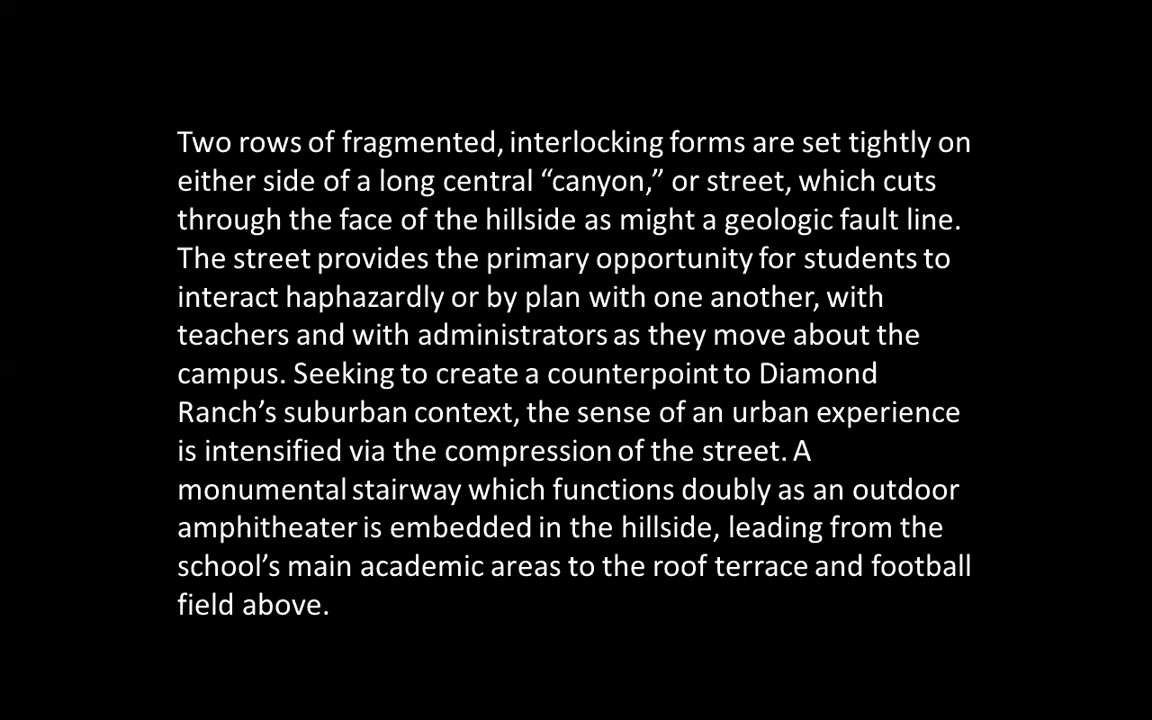 Two rows of fragmented, interlocking forms are set tightly on
either side of a long central “canyon,” or street, which cuts
through the face of the hillside as might a geologic fault line.
The street provides the primary opportunity for students to
interact haphazardly or by plan with one another, with
teachers and with administrators as they move about the
campus. Seeking to create a counterpoint to Diamond
Ranch’s suburban context, the sense of an urban experience
is intensified via the compression of the street. A
monumental stairway which functions doubly as an outdoor
amphitheater is embedded in the hillside, leading from the
school’s main academic areas to the roof terrace and football
field above.